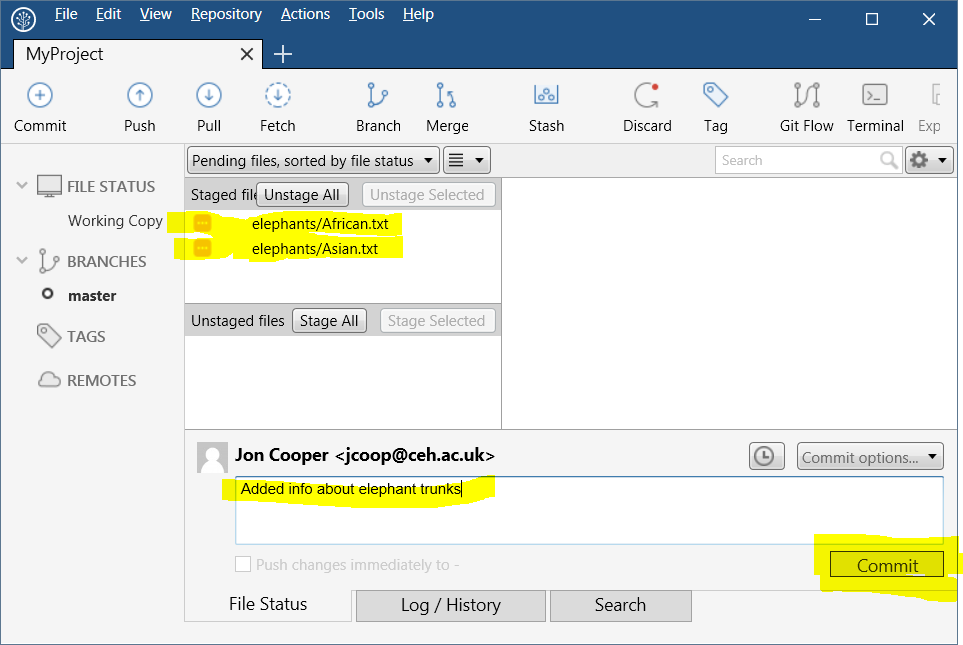 File Edit View Repository Actions Tools Help
MyProject
Commit Push Pull Fetch Branch Merge Stash Discard Tag Git Flow Terminal Exp
Pending files, sorted by file status Search
FILE STATUS
Working Copy
BRANCHES
master
TAGS
REMOTES
Staged file Unstage All Unstage Selected
elephants/African.txt
elephants/Asian.txt
Unstaged files Stage All Stage Selected
Jon Cooper <jcoop@ceh.ac.uk> Commit options...
Added info about elephant trunks
Push changes immediately to - Commit
File Status Log / History Search